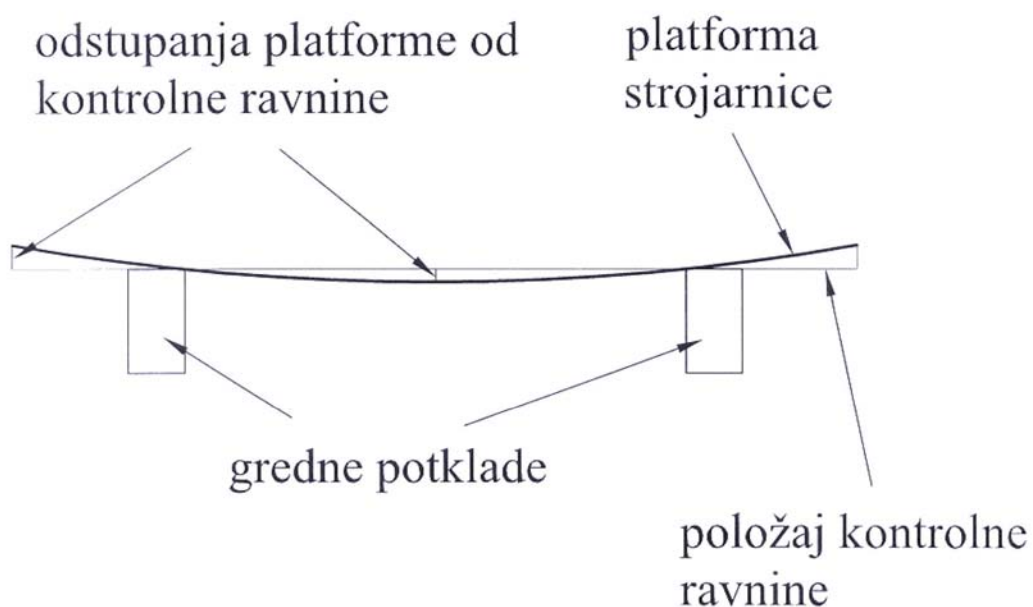 odstupanja platforme od
kontrolne ravnine
platforma
strojarnice
gredne potklade
položaj kontrolne
ravnine